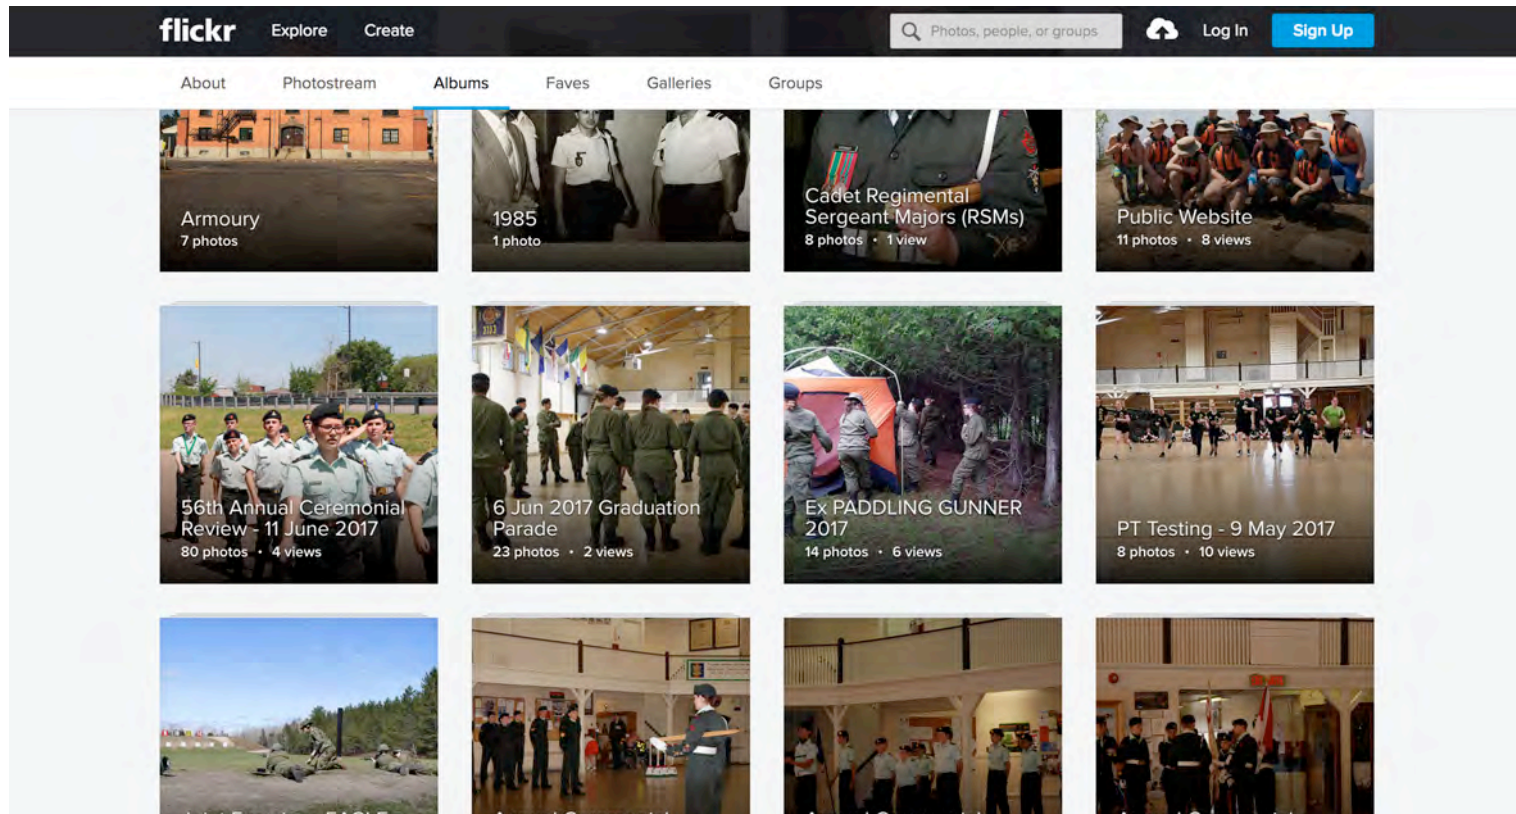 flickr
Explore
Create
Photos, people, or groups
Log In
Sign Up
About
Photostream
Albums
Faves
Galleries
Groups
Armoury
7 photos
1985
1 photo
Cadet Regimental
Sergeant Majors (RSMs)
8 photos • 1 view
Public Website
11 photos • 8 views
56th Annual Ceremonial
Review - 11 June 2017
80 photos • 4 views
6 Jun 2017 Graduation
Parade
23 photos • 2 views
Ex PADDLING GUNNER
2017
14 photos • 6 views
PT Testing - 9 May 2017
8 photos • 10 views